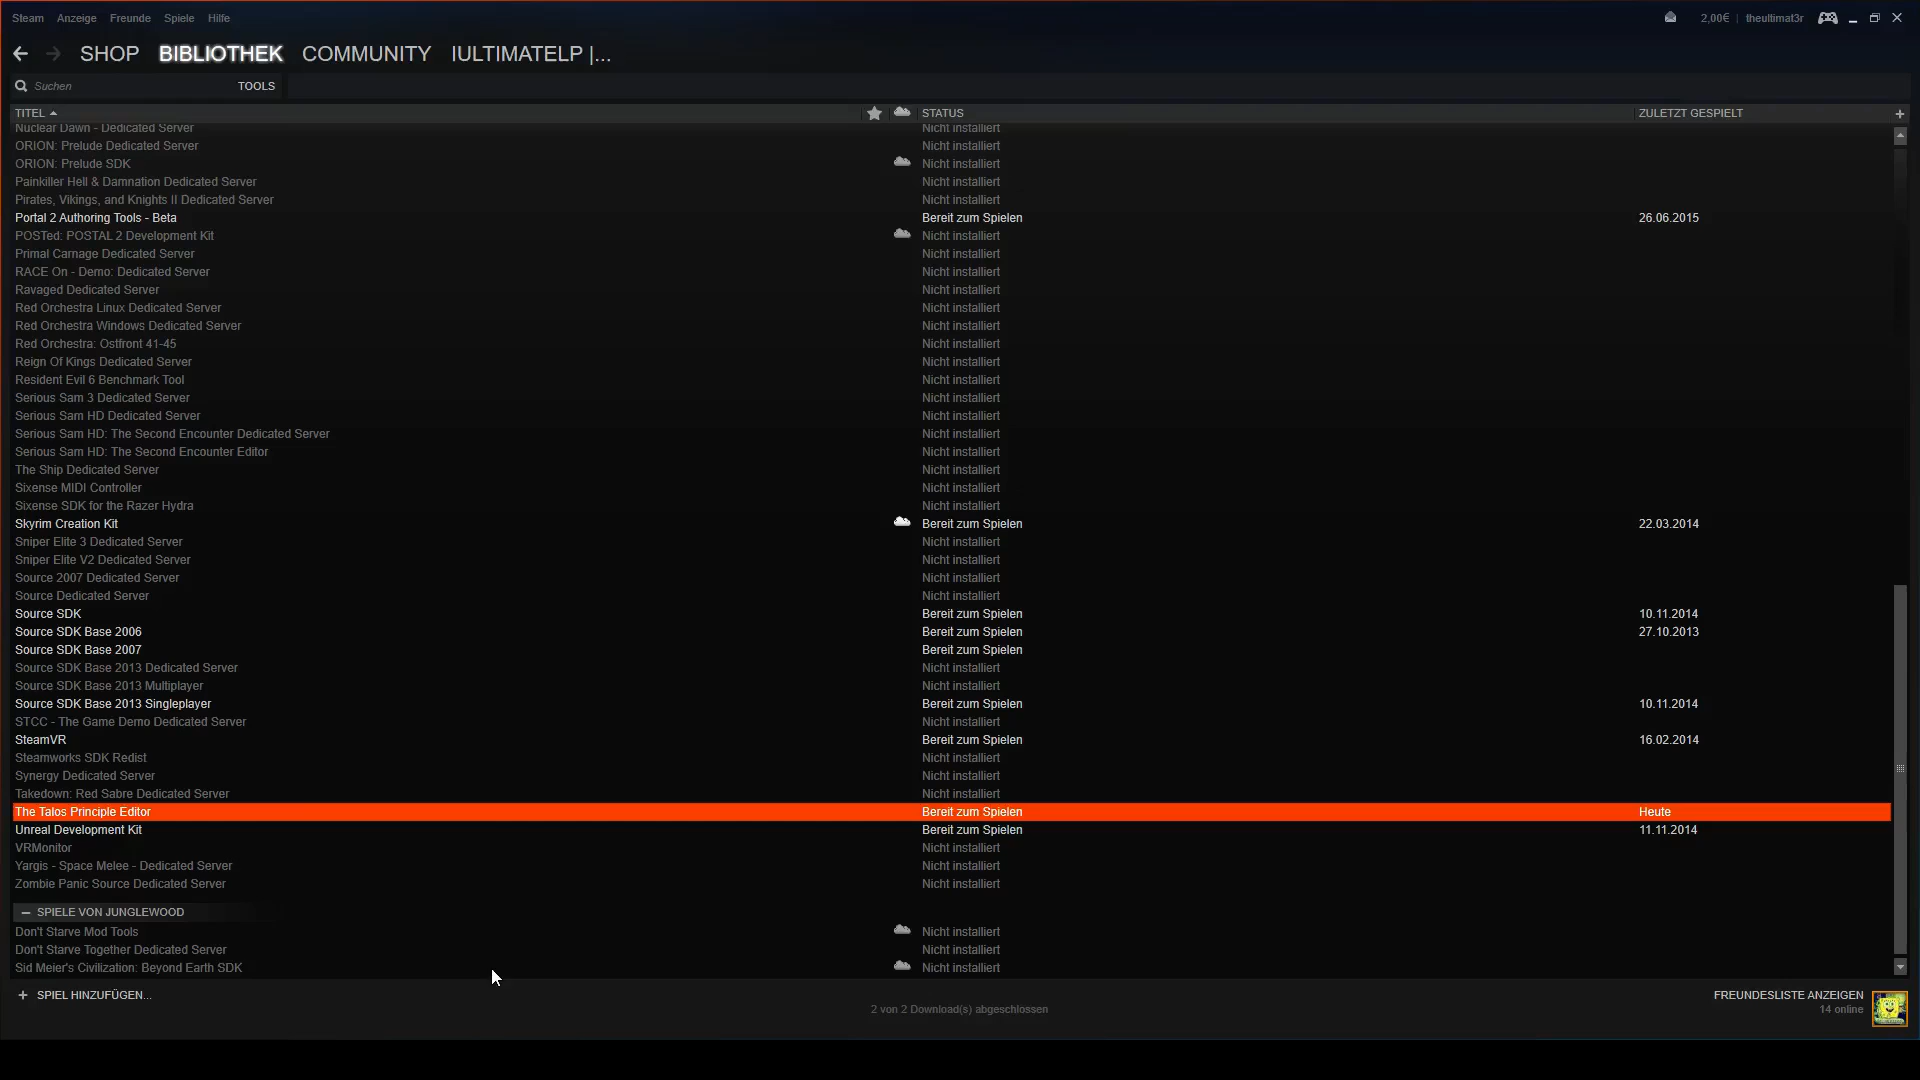 Steam Anzeige Freunde Spiele Hilfe 2,00€ | theultimat3r
SHOP BIBLIOTHEK COMMUNITY IULTIMATELP |...
Suchen TOOLS
TITEL STATUS ZULETZT GESPIELT +
Nuclear Dawn - Dedicated Server Nicht installiert
ORION: Prelude Dedicated Server Nicht installiert
ORION: Prelude SDK Nicht installiert
Painkiller Hell & Damnation Dedicated Server Nicht installiert
Pirates, Vikings, and Knights II Dedicated Server Nicht installiert
Portal 2 Authoring Tools - Beta Bereit zum Spielen 26.06.2015
POSTed: POSTAL 2 Development Kit Nicht installiert
Primal Carnage Dedicated Server Nicht installiert
RACE On - Demo: Dedicated Server Nicht installiert
Ravaged Dedicated Server Nicht installiert
Red Orchestra Linux Dedicated Server Nicht installiert
Red Orchestra Windows Dedicated Server Nicht installiert
Red Orchestra: Ostfront 41-45 Nicht installiert
Reign Of Kings Dedicated Server Nicht installiert
Resident Evil 6 Benchmark Tool Nicht installiert
Serious Sam 3 Dedicated Server Nicht installiert
Serious Sam HD Dedicated Server Nicht installiert
Serious Sam HD: The Second Encounter Dedicated Server Nicht installiert
Serious Sam HD: The Second Encounter Editor Nicht installiert
The Ship Dedicated Server Nicht installiert
Sixense MIDI Controller Nicht installiert
Sixense SDK for the Razer Hydra Nicht installiert
Skyrim Creation Kit Bereit zum Spielen 22.03.2014
Sniper Elite 3 Dedicated Server Nicht installiert
Sniper Elite V2 Dedicated Server Nicht installiert
Source 2007 Dedicated Server Nicht installiert
Source Dedicated Server Nicht installiert
Source SDK Bereit zum Spielen 10.11.2014
Source SDK Base 2006 Bereit zum Spielen 27.10.2013
Source SDK Base 2007 Bereit zum Spielen
Source SDK Base 2013 Dedicated Server Nicht installiert
Source SDK Base 2013 Multiplayer Nicht installiert
Source SDK Base 2013 Singleplayer Bereit zum Spielen 10.11.2014
STCC - The Game Demo Dedicated Server Nicht installiert
SteamVR Bereit zum Spielen 16.02.2014
Steamworks SDK Redist Nicht installiert
Synergy Dedicated Server Nicht installiert
Takedown: Red Sabre Dedicated Server Nicht installiert
The Talos Principle Editor Bereit zum Spielen Heute
Unreal Development Kit Bereit zum Spielen 11.11.2014
VRMonitor Nicht installiert
Yargis - Space Melee - Dedicated Server Nicht installiert
Zombie Panic Source Dedicated Server Nicht installiert
— SPIELE VON JUNGLEWOOD
Don't Starve Mod Tools Nicht installiert
Don't Starve Together Dedicated Server Nicht installiert
Sid Meier's Civilization: Beyond Earth SDK Nicht installiert
+ SPIEL HINZUFÜGEN... FREUNDESLISTE ANZEIGEN
2 von 2 Download(s) abgeschlossen 14 online